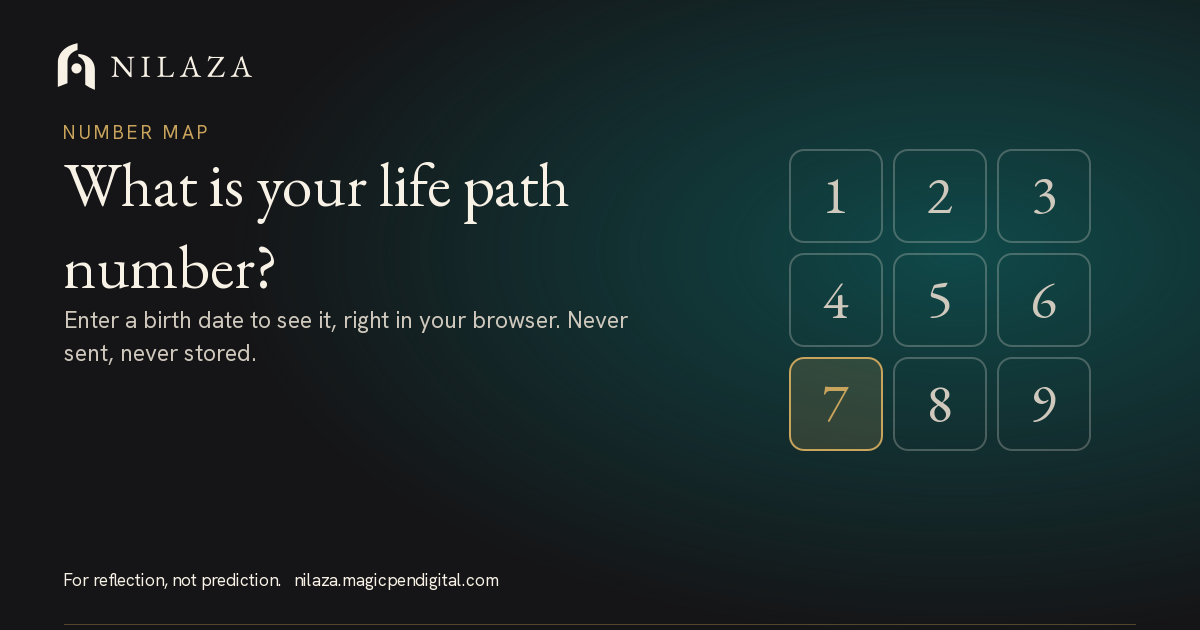 NILAZA
NUMBER MAP
What is your life path
number?
Enter a birth date to see it, right in your browser. Never
sent, never stored.
1 2 3
4 5 6
7 8 9
For reflection, not prediction. nilaza.magicpendigital.com